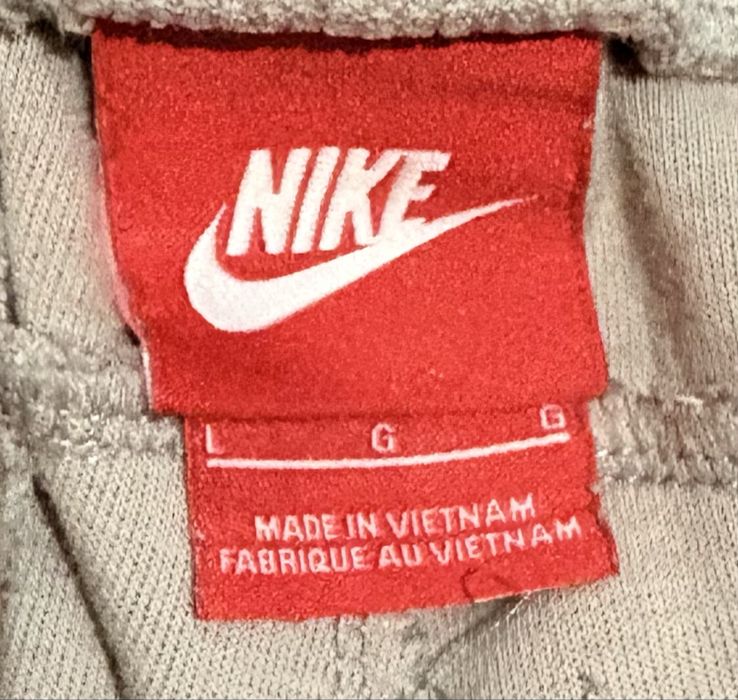 NIKE
L G G
MADE IN VIETNAM
FABRIQUE AU VIETNAM